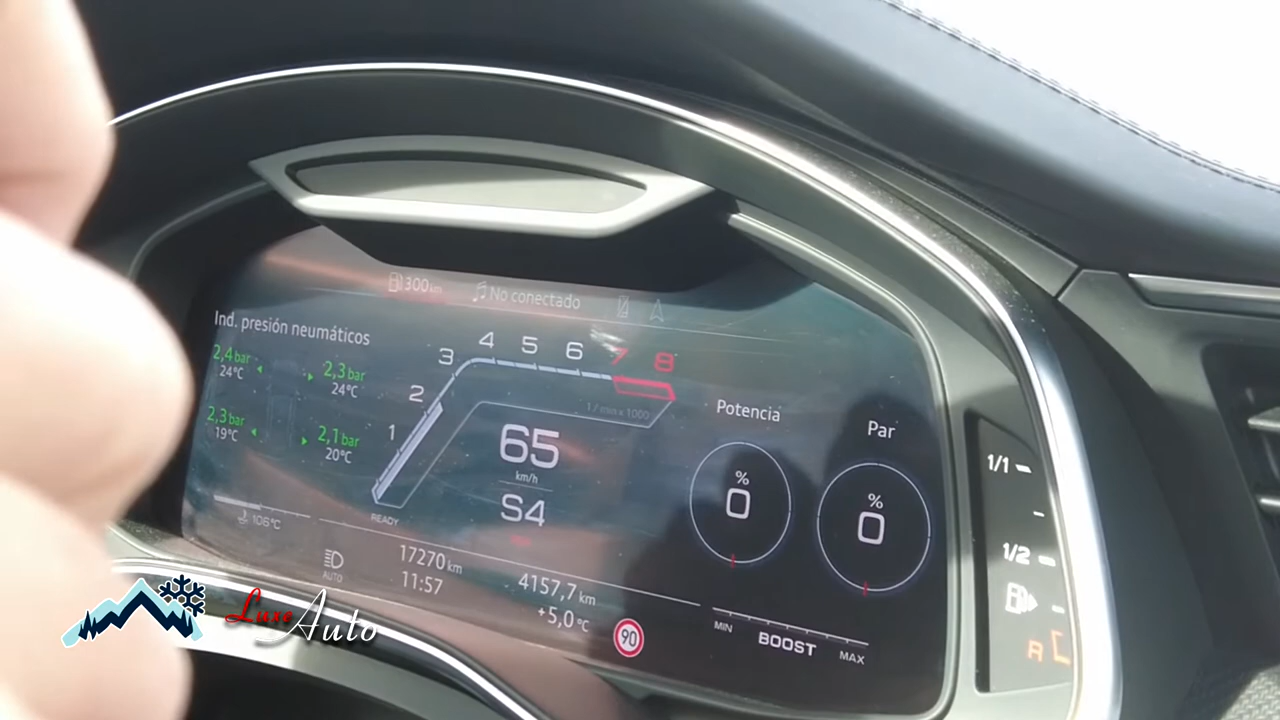 300 km
No conectado
Ind. presión neumáticos
2,4 bar
24°C
2,3 bar
24°C
2,3 bar
19°C
2,1 bar
20°C
1 2 3 4 5 6 7 8
1 / min x 1000
65
km/h
S4
READY
106°C
AUTO
17270 km
11:57
4157,7 km
+5,0 °C
90
Potencia
%
0
Par
%
0
MIN BOOST MAX
1/1
1/2
R
Luxe Auto